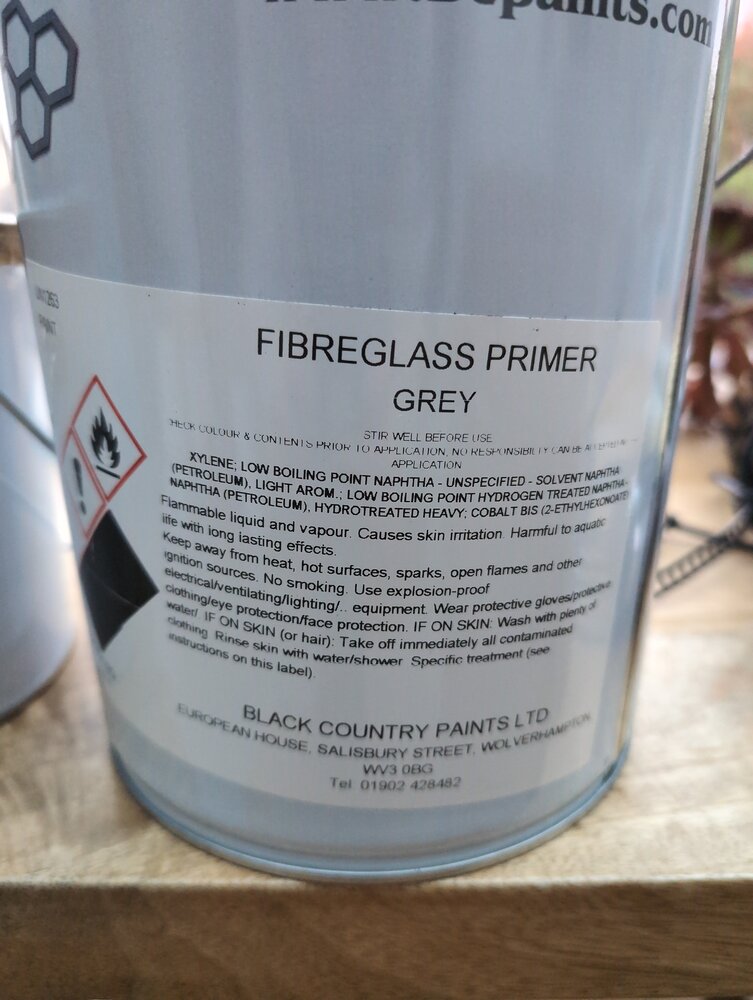 paints.com
UN1263
PAINT
FIBREGLASS PRIMER
GREY
STIR WELL BEFORE USE
CHECK COLOUR & CONTENTS PRIOR TO APPLICATION, NO RESPONSIBILITY CAN BE ACCEPTED AFTER
APPLICATION
XYLENE; LOW BOILING POINT NAPHTHA - UNSPECIFIED - SOLVENT NAPHTHA
(PETROLEUM), LIGHT AROM.; LOW BOILING POINT HYDROGEN TREATED NAPHTHA-
NAPHTHA (PETROLEUM), HYDROTREATED HEAVY; COBALT BIS (2-ETHYLHEXONOATE)
Flammable liquid and vapour. Causes skin irritation. Harmful to aquatic
life with long lasting effects.
Keep away from heat, hot surfaces, sparks, open flames and other
ignition sources. No smoking. Use explosion-proof
electrical/ventilating/lighting/.. equipment. Wear protective gloves/protective
clothing/eye protection/face protection. IF ON SKIN: Wash with plenty of
water/ IF ON SKIN (or hair): Take off immediately all contaminated
clothing Rinse skin with water/shower Specific treatment (see
instructions on this label).
BLACK COUNTRY PAINTS LTD
EUROPEAN HOUSE, SALISBURY STREET, WOLVERHAMPTON,
WV3 0BG
Tel 01902 428482